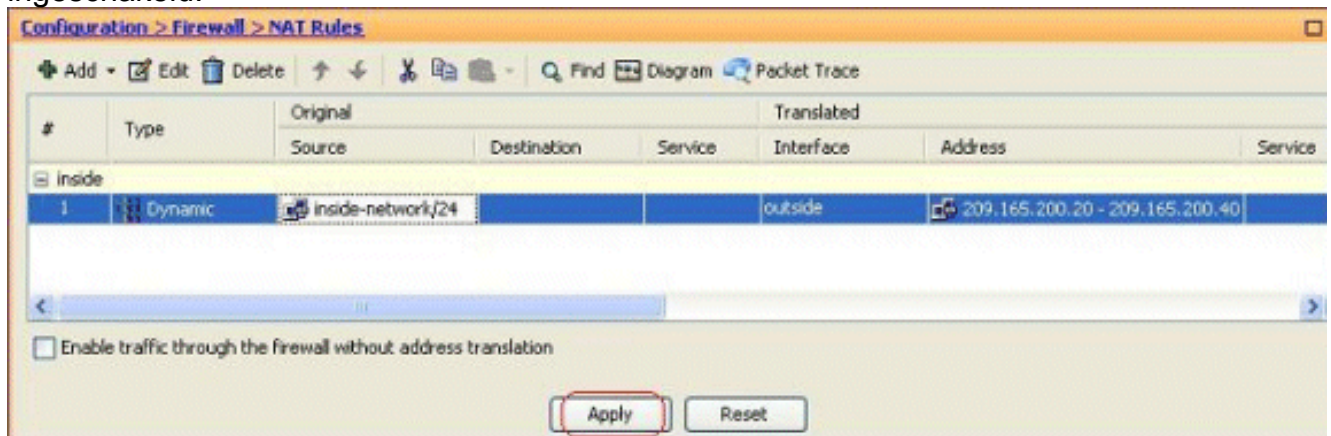 Configuration > Firewall > NAT Rules
Add Edit Delete Find Diagram Packet Trace
# Type Original Translated
Source Destination Service Interface Address Service
inside
1 Dynamic inside-network/24 outside 209.165.200.20 - 209.165.200.40
Enable traffic through the firewall without address translation
Apply Reset